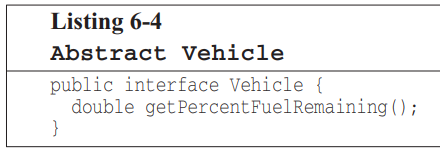 Listing 6-4
Abstract Vehicle
public interface Vehicle {
  double getPercentFuelRemaining();
}